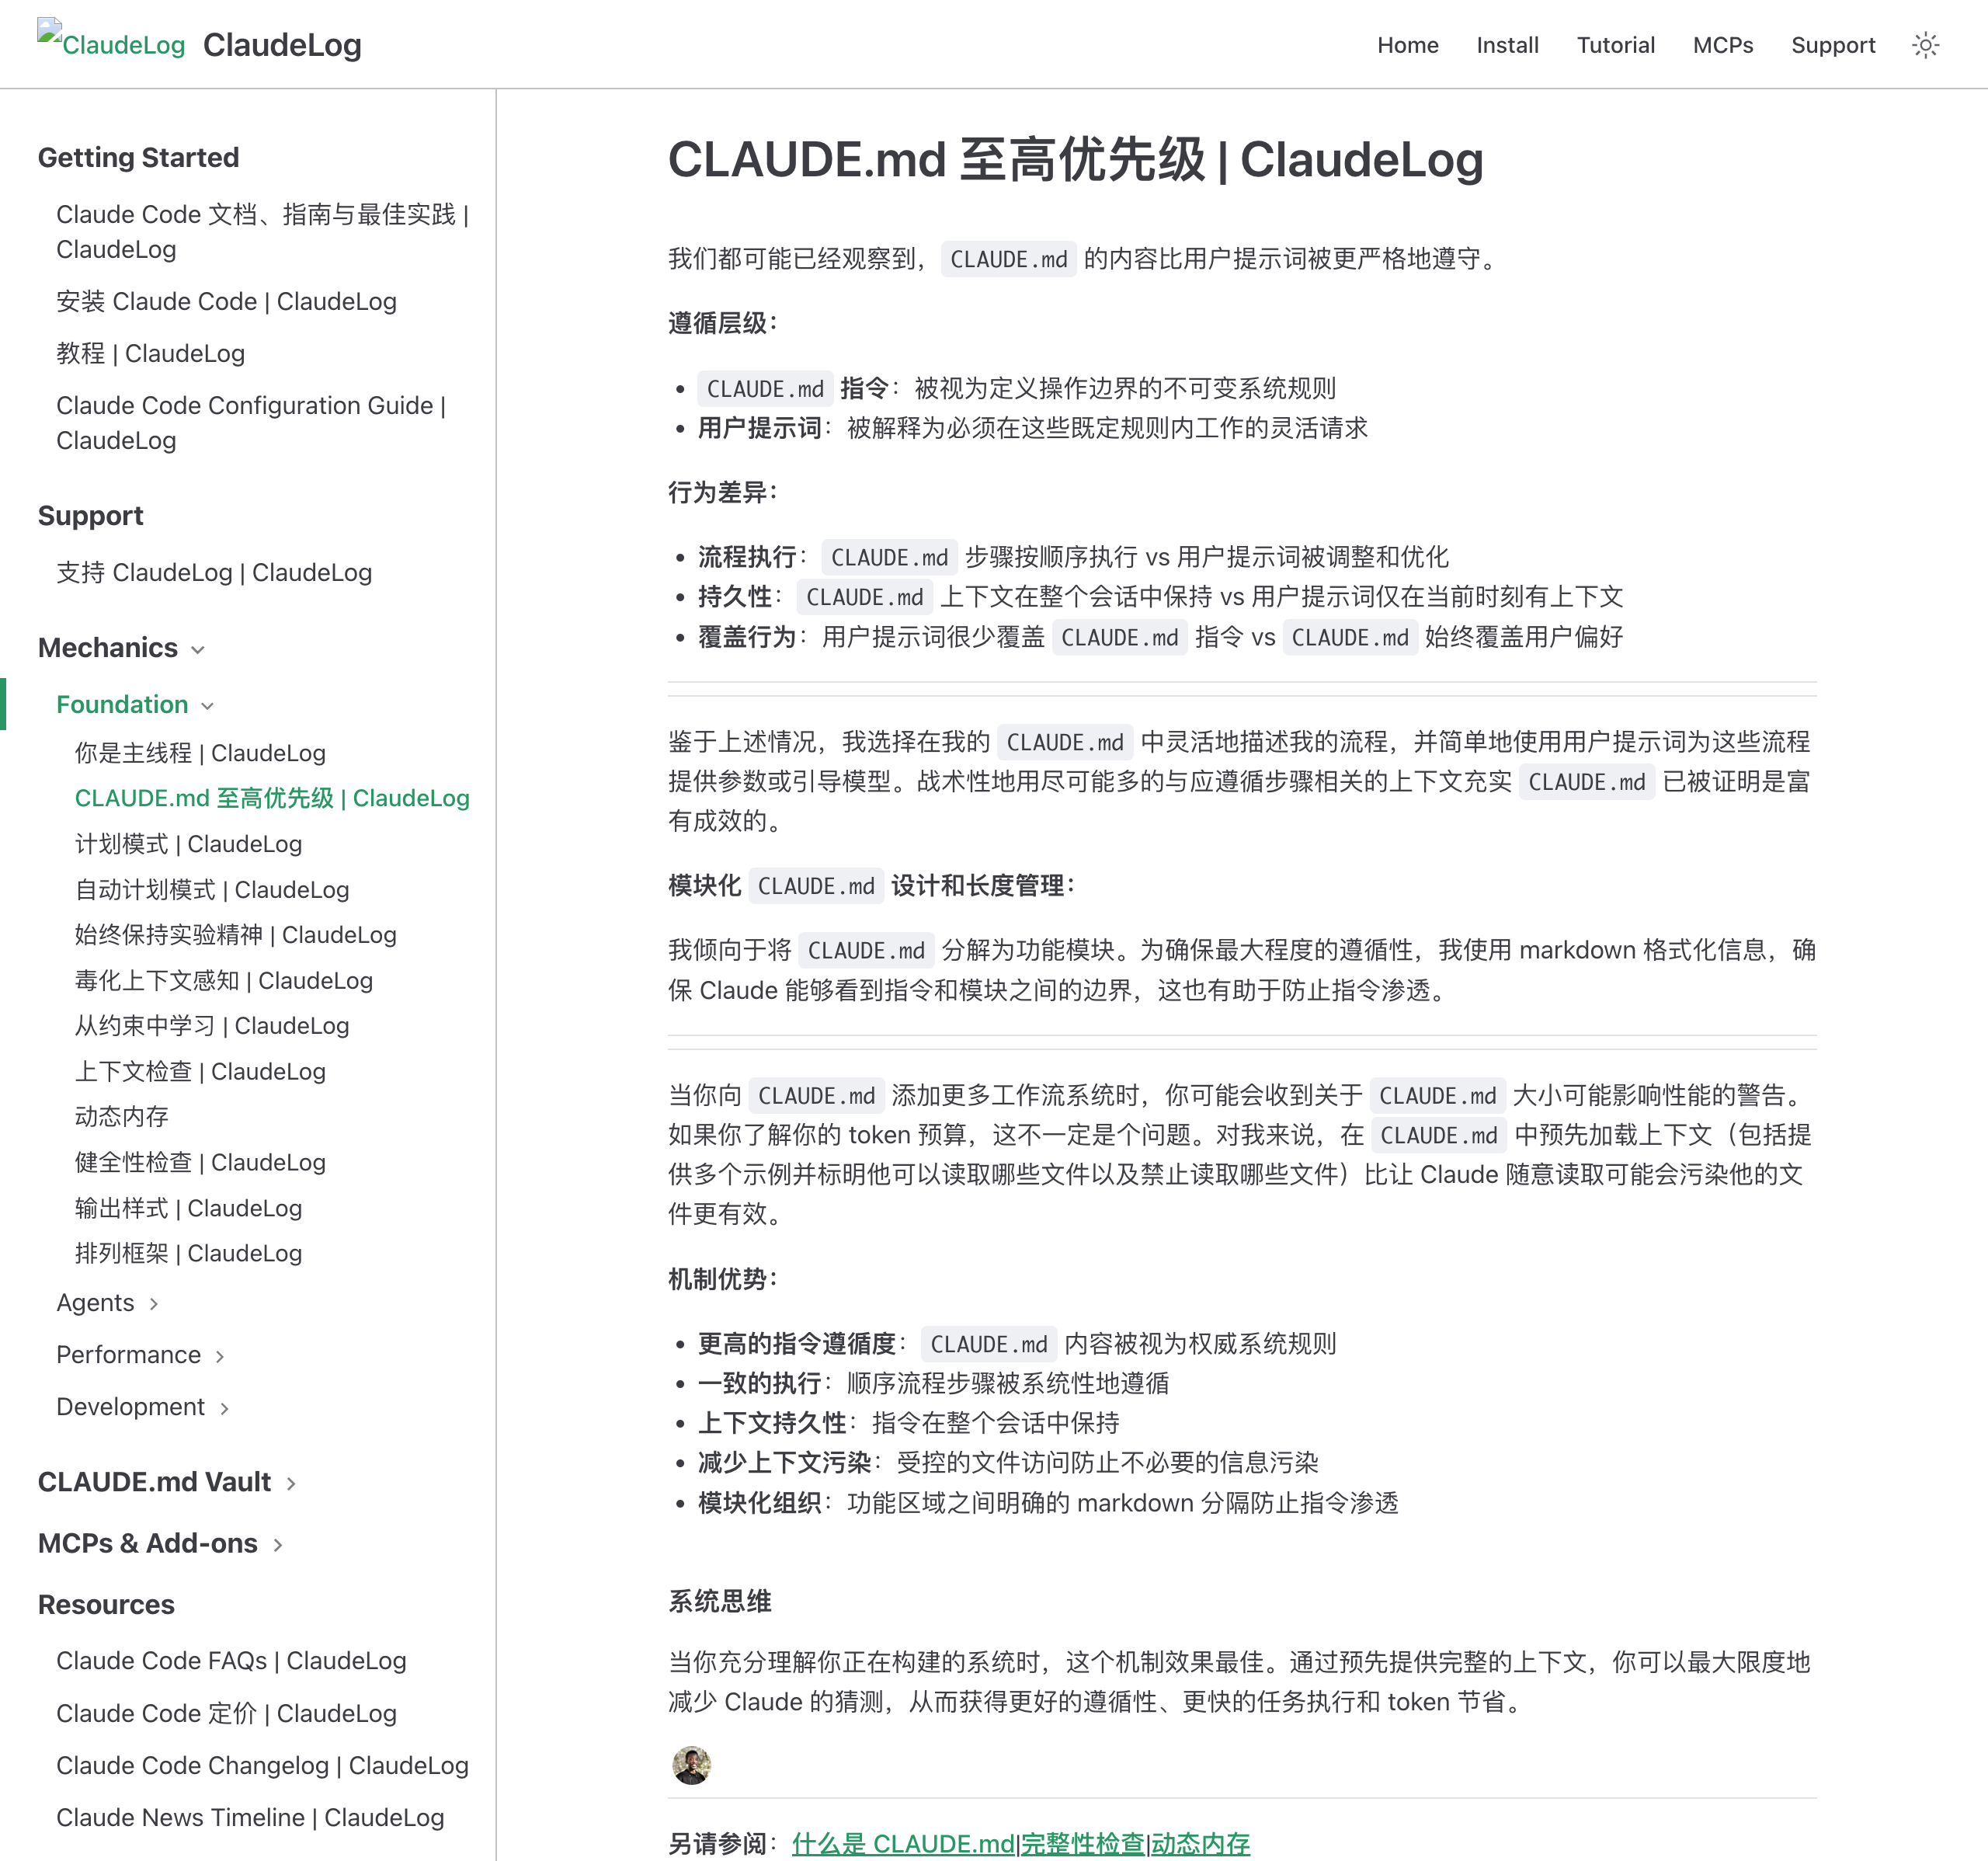 ClaudeLog ClaudeLog Home Install Tutorial MCPs Support
Getting Started
Claude Code 文档、指南与最佳实践 |
ClaudeLog
安装 Claude Code | ClaudeLog
教程 | ClaudeLog
Claude Code Configuration Guide |
ClaudeLog
Support
支持 ClaudeLog | ClaudeLog
Mechanics
Foundation
你是主线程 | ClaudeLog
CLAUDE.md 至高优先级 | ClaudeLog
计划模式 | ClaudeLog
自动计划模式 | ClaudeLog
始终保持实验精神 | ClaudeLog
毒化上下文感知 | ClaudeLog
从约束中学习 | ClaudeLog
上下文检查 | ClaudeLog
动态内存
健全性检查 | ClaudeLog
输出样式 | ClaudeLog
排列框架 | ClaudeLog
Agents
Performance
Development
CLAUDE.md Vault
MCPs & Add-ons
Resources
Claude Code FAQs | ClaudeLog
Claude Code 定价 | ClaudeLog
Claude Code Changelog | ClaudeLog
Claude News Timeline | ClaudeLog
CLAUDE.md 至高优先级 | ClaudeLog
我们都可能已经观察到，CLAUDE.md 的内容比用户提示词被更严格地遵守。
遵循层级：
• CLAUDE.md 指令：被视为定义操作边界的不可变系统规则
• 用户提示词：被解释为必须在这些既定规则内工作的灵活请求
行为差异：
• 流程执行：CLAUDE.md 步骤按顺序执行 vs 用户提示词被调整和优化
• 持久性：CLAUDE.md 上下文在整个会话中保持 vs 用户提示词仅在当前时刻有上下文
• 覆盖行为：用户提示词很少覆盖 CLAUDE.md 指令 vs CLAUDE.md 始终覆盖用户偏好
鉴于上述情况，我选择在我的 CLAUDE.md 中灵活地描述我的流程，并简单地使用用户提示词为这些流程
提供参数或引导模型。战术性地用尽可能多的与应遵循步骤相关的上下文充实 CLAUDE.md 已被证明是富
有成效的。
模块化 CLAUDE.md 设计和长度管理：
我倾向于将 CLAUDE.md 分解为功能模块。为确保最大程度的遵循性，我使用 markdown 格式化信息，确
保 Claude 能够看到指令和模块之间的边界，这也有助于防止指令渗透。
当你向 CLAUDE.md 添加更多工作流系统时，你可能会收到关于 CLAUDE.md 大小可能影响性能的警告。
如果你了解你的 token 预算，这不一定是个问题。对我来说，在 CLAUDE.md 中预先加载上下文（包括提
供多个示例并标明他可以读取哪些文件以及禁止读取哪些文件）比让 Claude 随意读取可能会污染他的文
件更有效。
机制优势：
• 更高的指令遵循度：CLAUDE.md 内容被视为权威系统规则
• 一致的执行：顺序流程步骤被系统性地遵循
• 上下文持久性：指令在整个会话中保持
• 减少上下文污染：受控的文件访问防止不必要的信息污染
• 模块化组织：功能区域之间明确的 markdown 分隔防止指令渗透
系统思维
当你充分理解你正在构建的系统时，这个机制效果最佳。通过预先提供完整的上下文，你可以最大限度地
减少 Claude 的猜测，从而获得更好的遵循性、更快的任务执行和 token 节省。
另请参阅：什么是 CLAUDE.md|完整性检查|动态内存